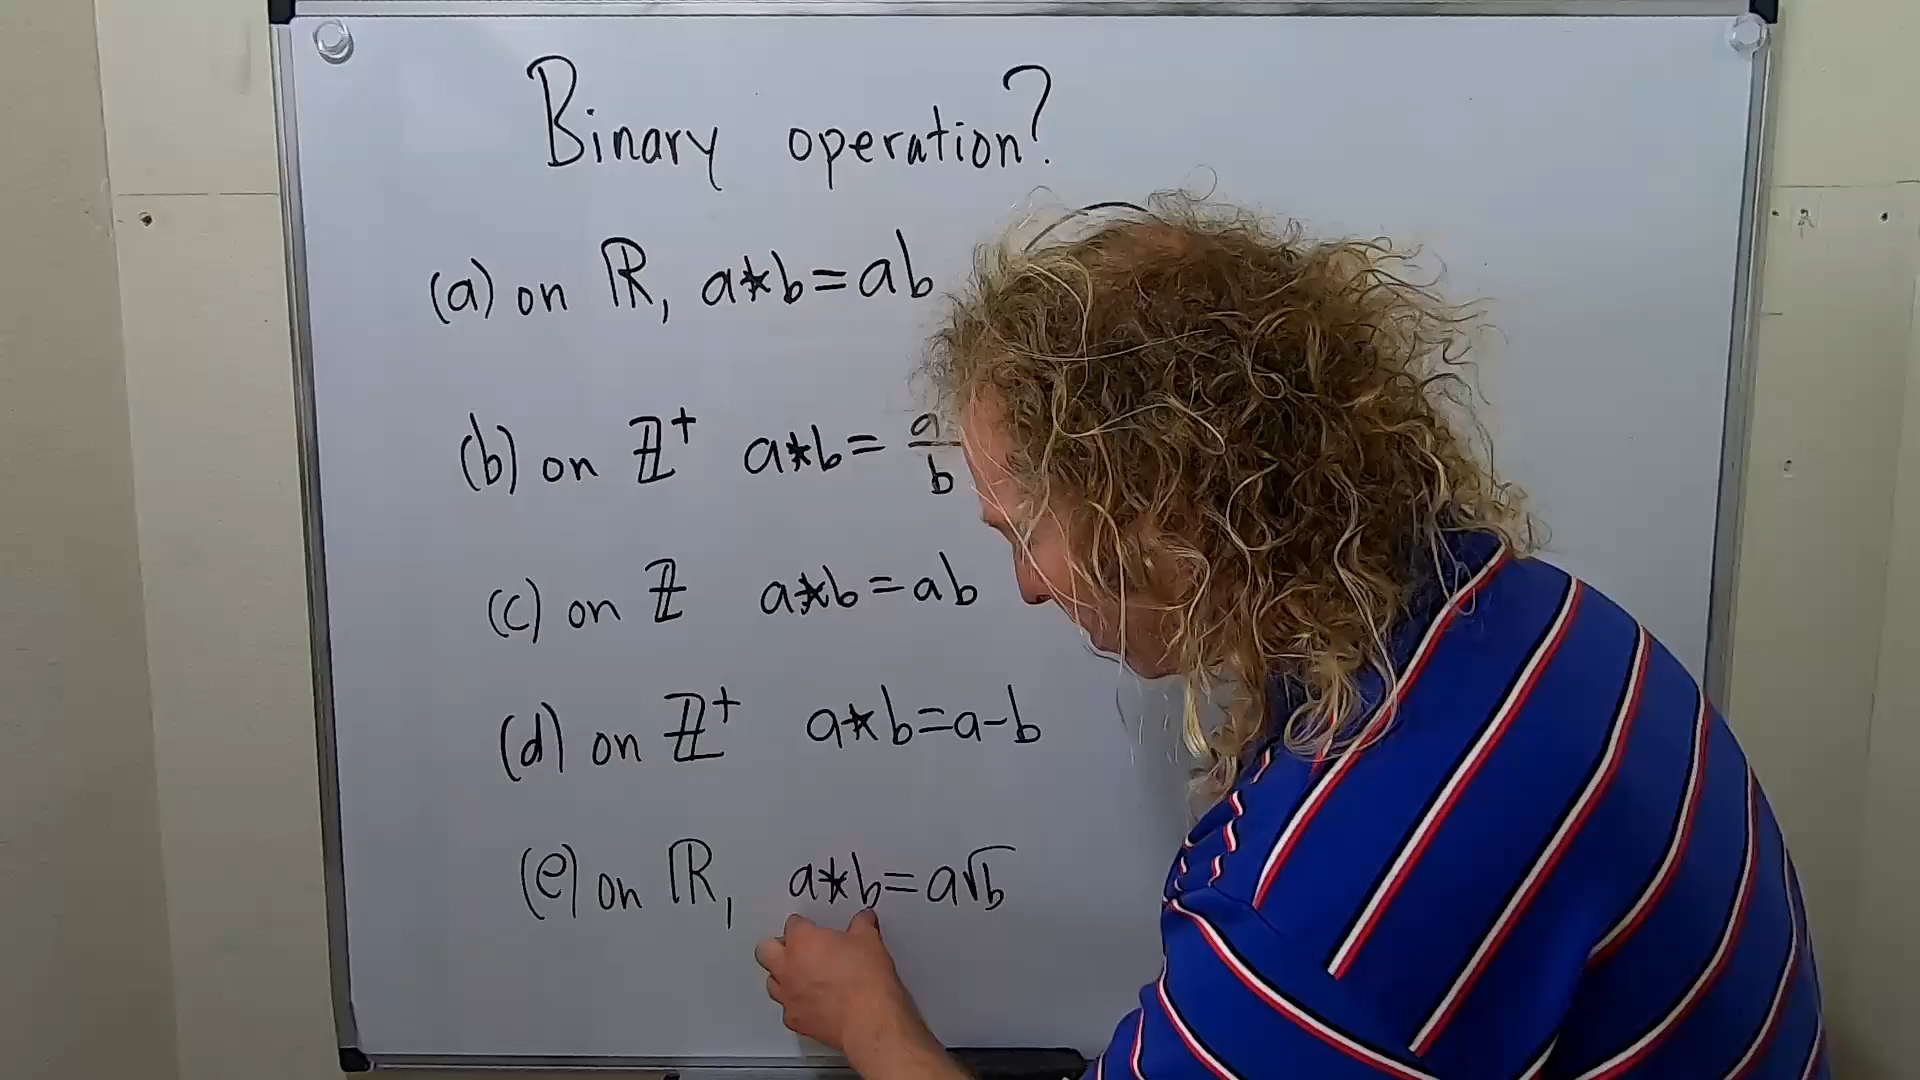 Binary operation?
(a) on ℝ, a*b=ab
(b) on ℤ⁺ a*b= a/b
(c) on ℤ a*b=ab
(d) on ℤ⁺ a*b=a-b
(e) on ℝ, a*b=a√b